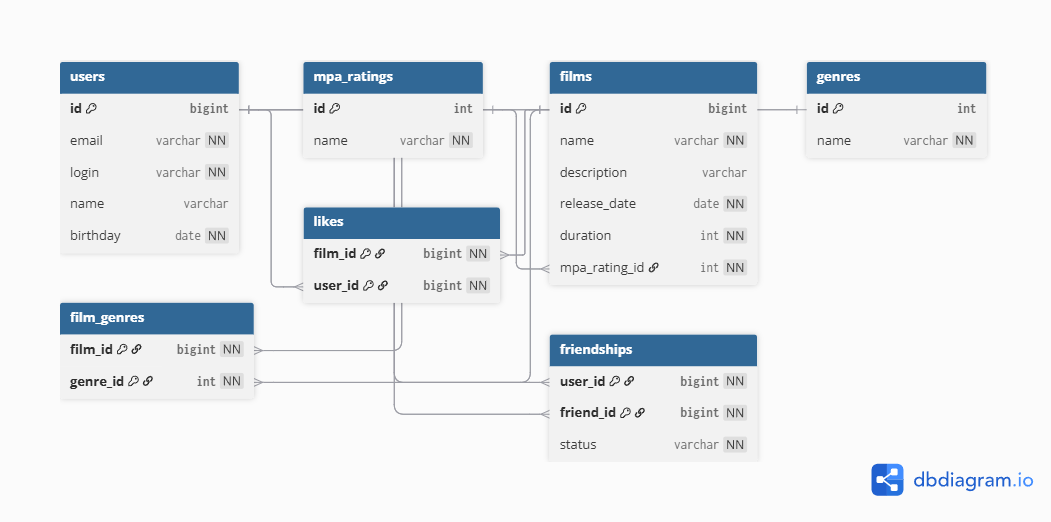 users
id bigint
email varchar NN
login varchar NN
name varchar
birthday date NN
mpa_ratings
id int
name varchar NN
films
id bigint
name varchar NN
description varchar
release_date date NN
duration int NN
mpa_rating_id int NN
genres
id int
name varchar NN
likes
film_id bigint NN
user_id bigint NN
film_genres
film_id bigint NN
genre_id int NN
friendships
user_id bigint NN
friend_id bigint NN
status varchar NN
dbdiagram.io